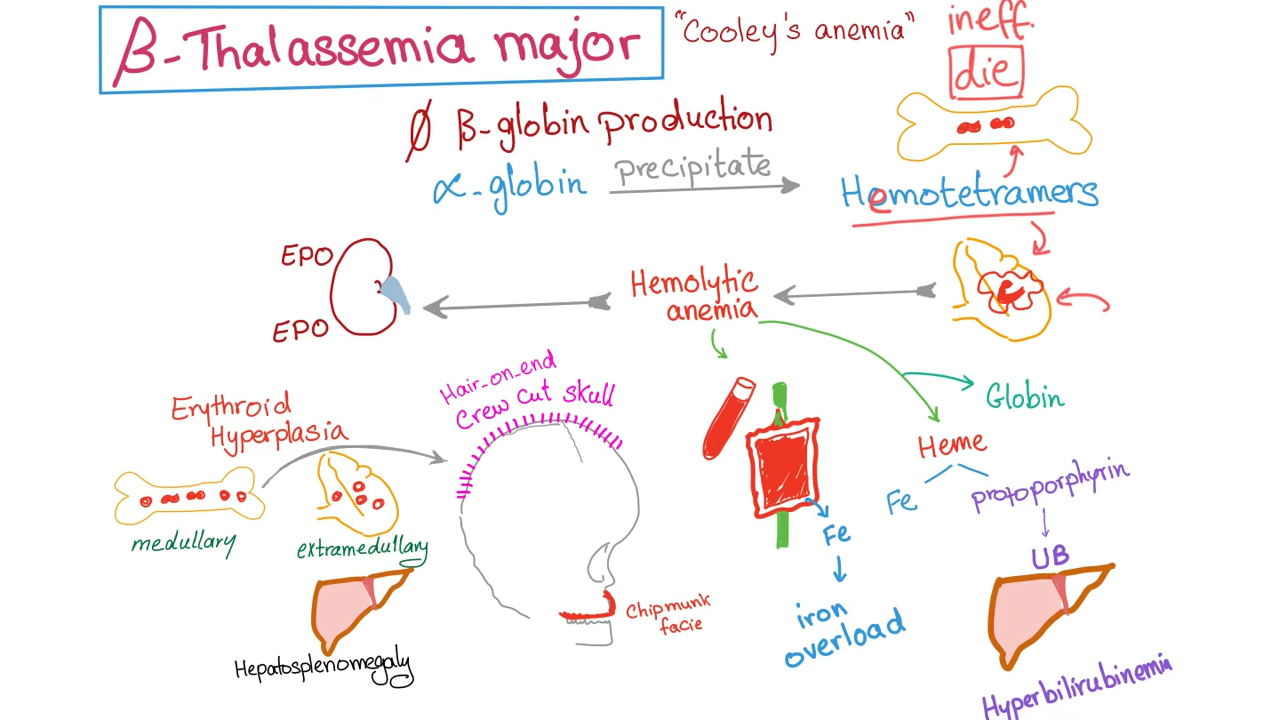 β-Thalassemia major
"Cooley's anemia"
ineff.
die
Ø β-globin production
α-globin
precipitate
Hemotetramers
EPO
EPO
Hemolytic
anemia
Globin
Heme
Fe
protoporphyrin
UB
Hyperbilirubinemia
Fe
iron
overload
Hair-on-end
Crew cut skull
Erythroid
Hyperplasia
medullary
extramedullary
Hepatosplenomegaly
Chipmunk
facie